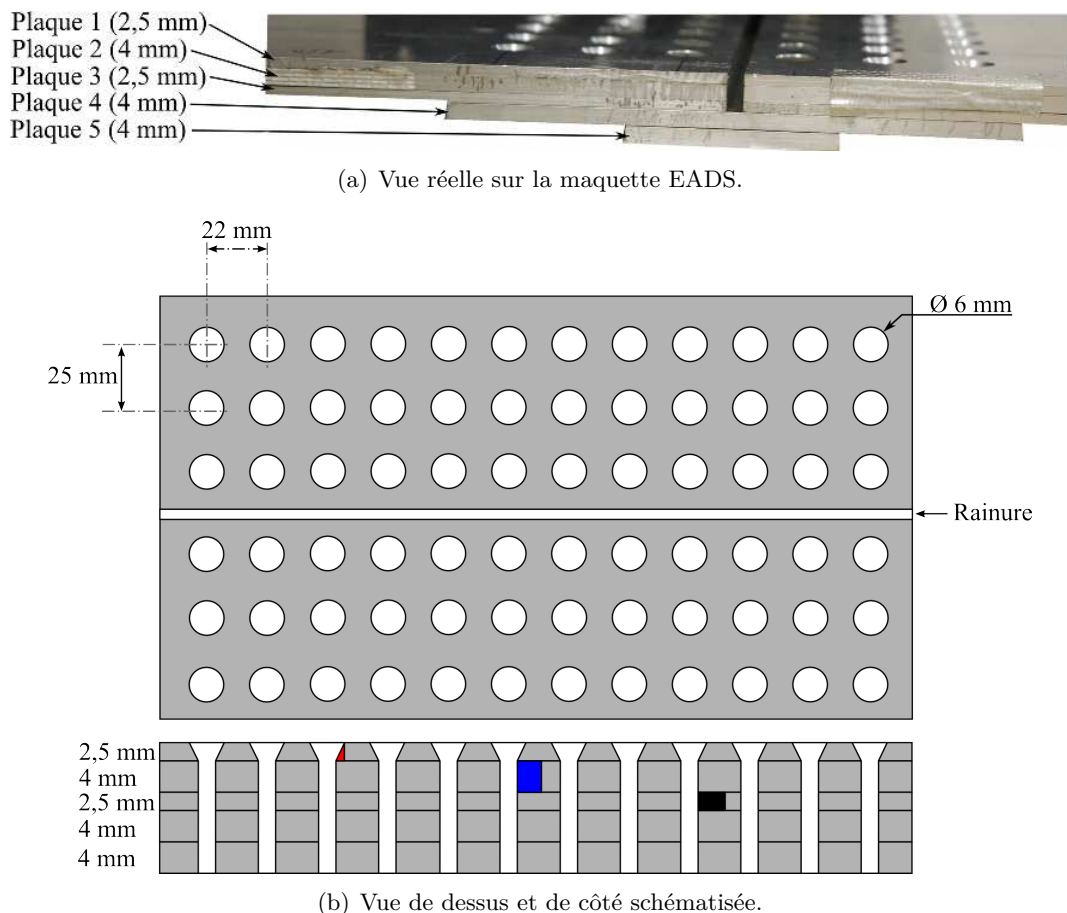 Plaque 1 (2,5 mm)
Plaque 2 (4 mm)
Plaque 3 (2,5 mm)
Plaque 4 (4 mm)
Plaque 5 (4 mm)
(a) Vue réelle sur la maquette EADS.
22 mm
Ø 6 mm
25 mm
Rainure
2,5 mm
4 mm
2,5 mm
4 mm
4 mm
(b) Vue de dessus et de côté schématisée.